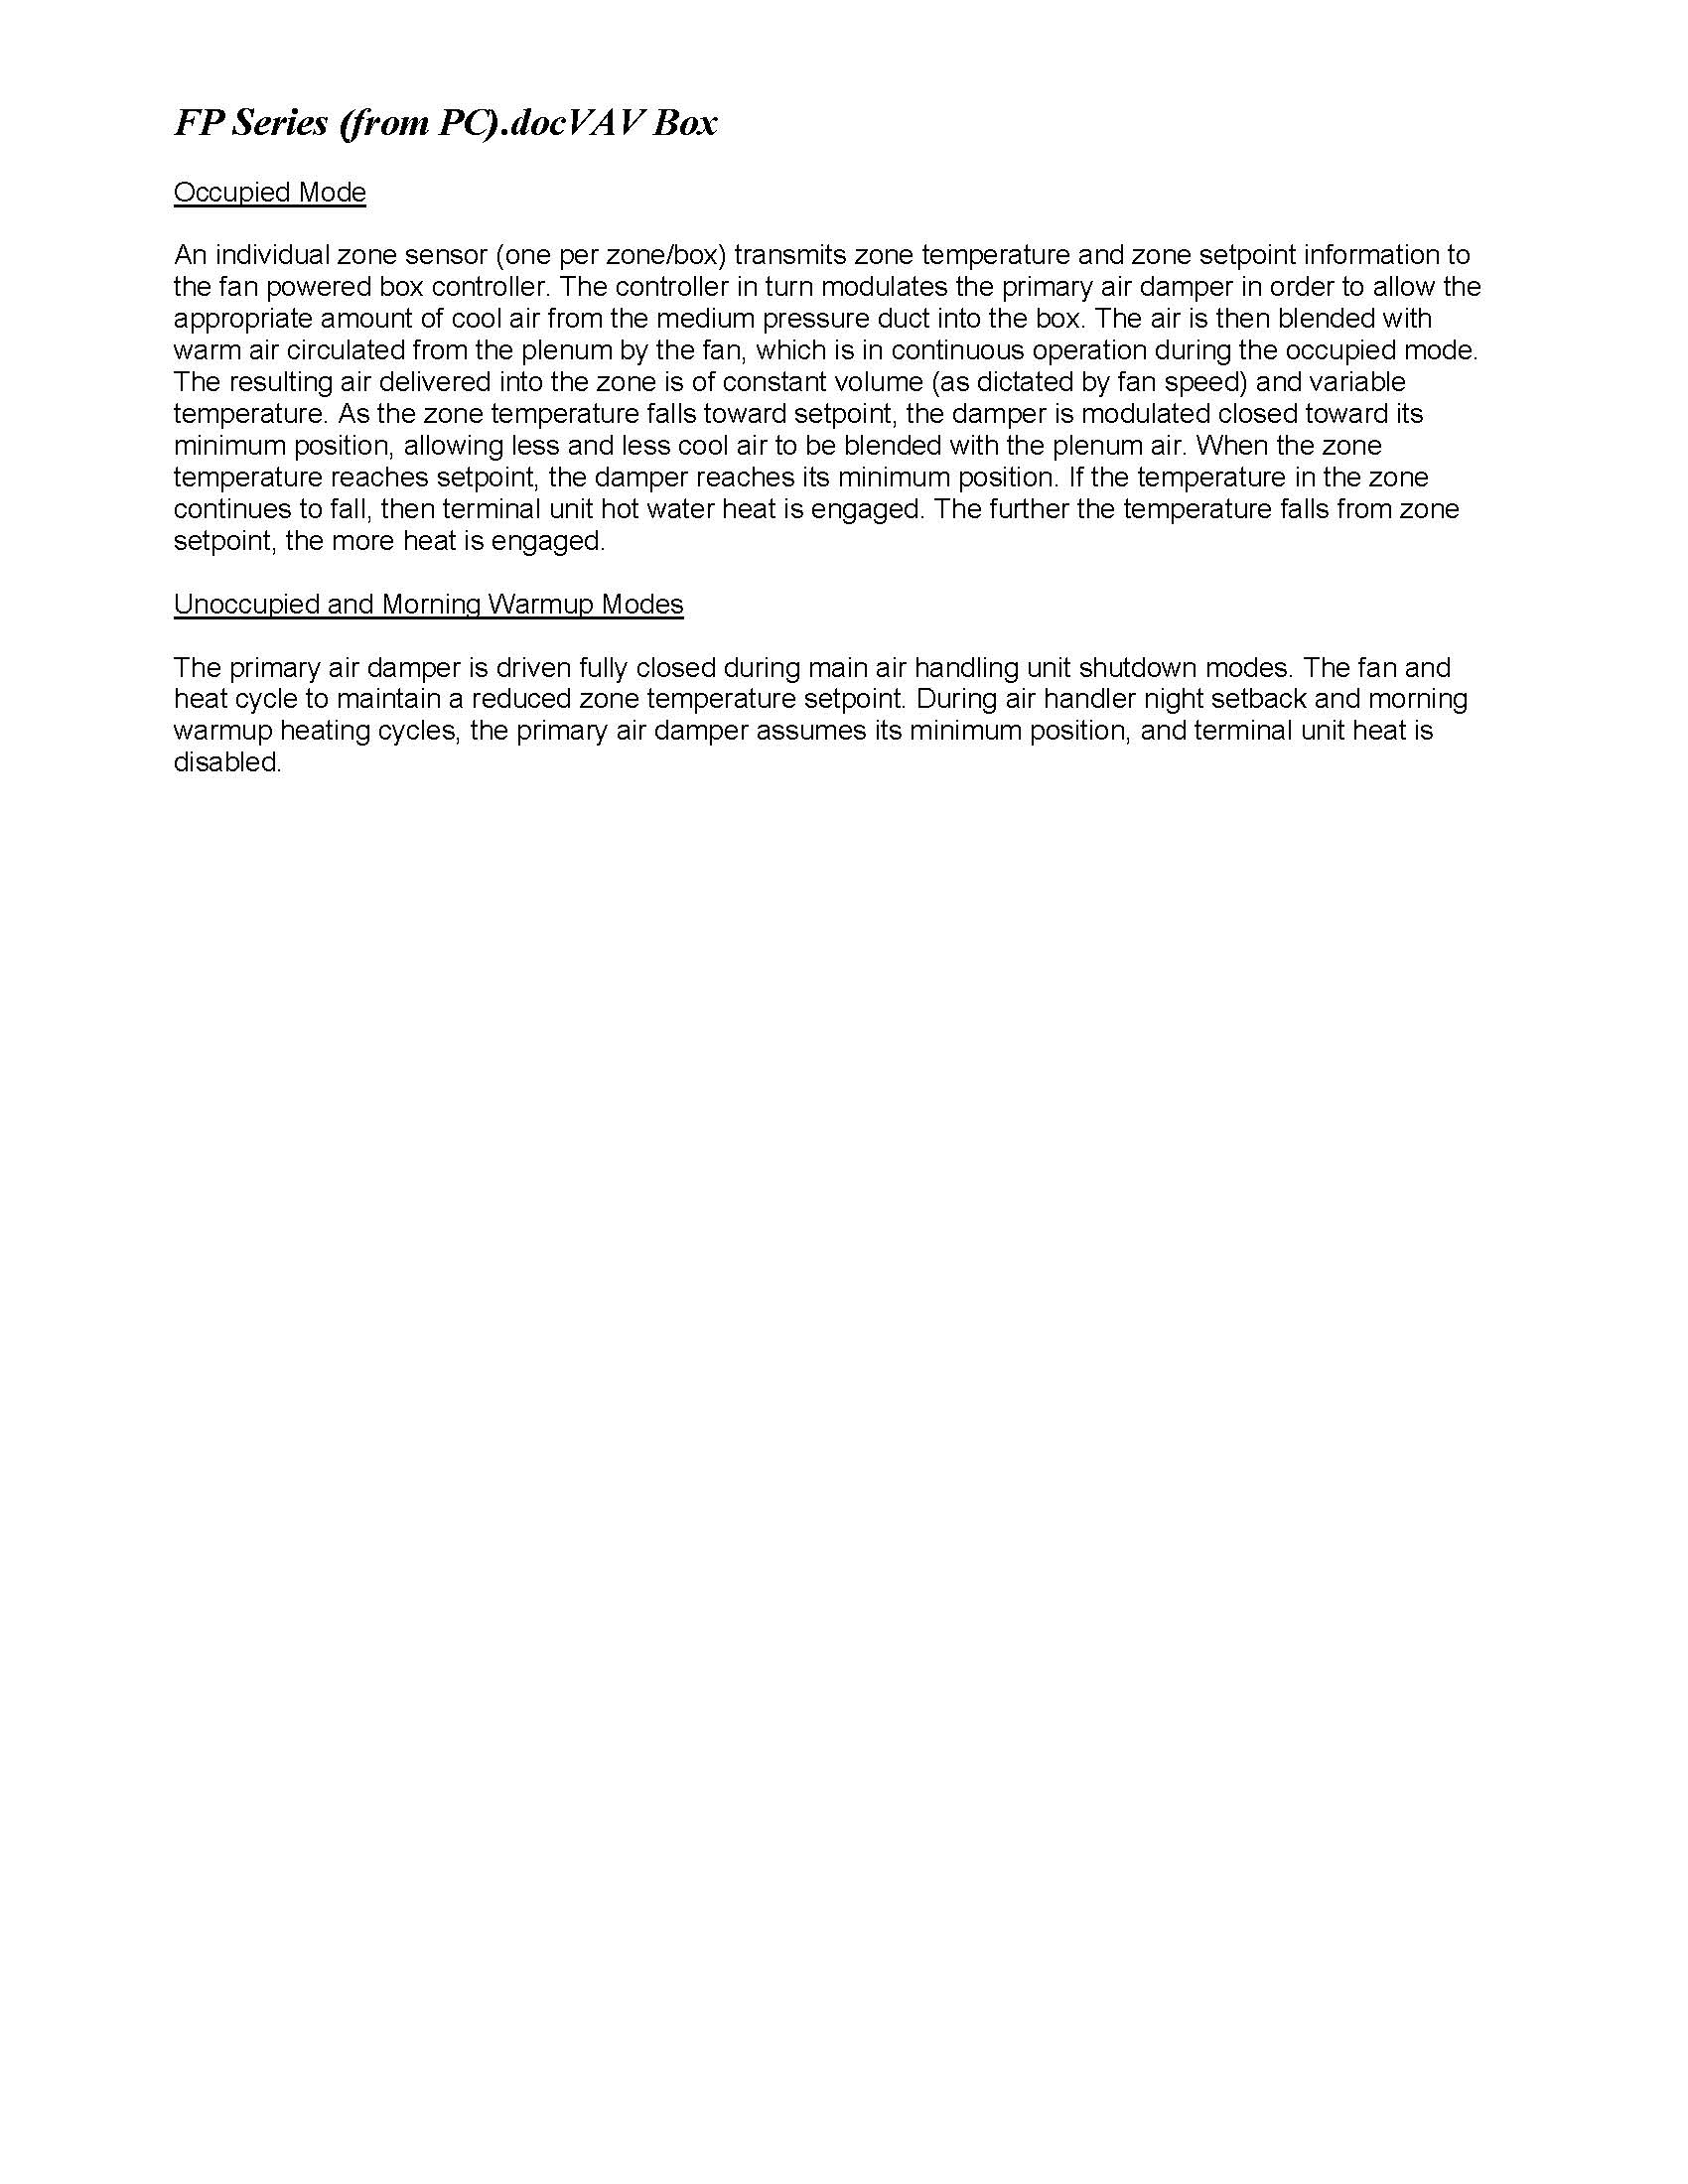 FP Series (from PC).docVAV Box
Occupied Mode
An individual zone sensor (one per zone/box) transmits zone temperature and zone setpoint information to
the fan powered box controller. The controller in turn modulates the primary air damper in order to allow the
appropriate amount of cool air from the medium pressure duct into the box. The air is then blended with
warm air circulated from the plenum by the fan, which is in continuous operation during the occupied mode.
The resulting air delivered into the zone is of constant volume (as dictated by fan speed) and variable
temperature. As the zone temperature falls toward setpoint, the damper is modulated closed toward its
minimum position, allowing less and less cool air to be blended with the plenum air. When the zone
temperature reaches setpoint, the damper reaches its minimum position. If the temperature in the zone
continues to fall, then terminal unit hot water heat is engaged. The further the temperature falls from zone
setpoint, the more heat is engaged.
Unoccupied and Morning Warmup Modes
The primary air damper is driven fully closed during main air handling unit shutdown modes. The fan and
heat cycle to maintain a reduced zone temperature setpoint. During air handler night setback and morning
warmup heating cycles, the primary air damper assumes its minimum position, and terminal unit heat is
disabled.